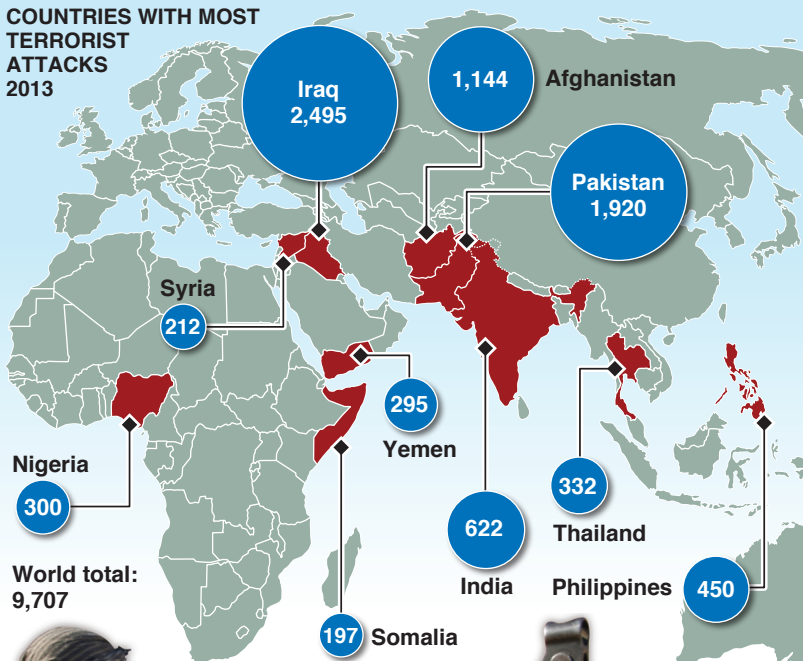 COUNTRIES WITH MOST
TERRORIST
ATTACKS
2013
Iraq
2,495
1,144
Afghanistan
Pakistan
1,920
Syria
212
295
Yemen
Nigeria
300
332
Thailand
622
India
Philippines
450
World total:
9,707
197
Somalia